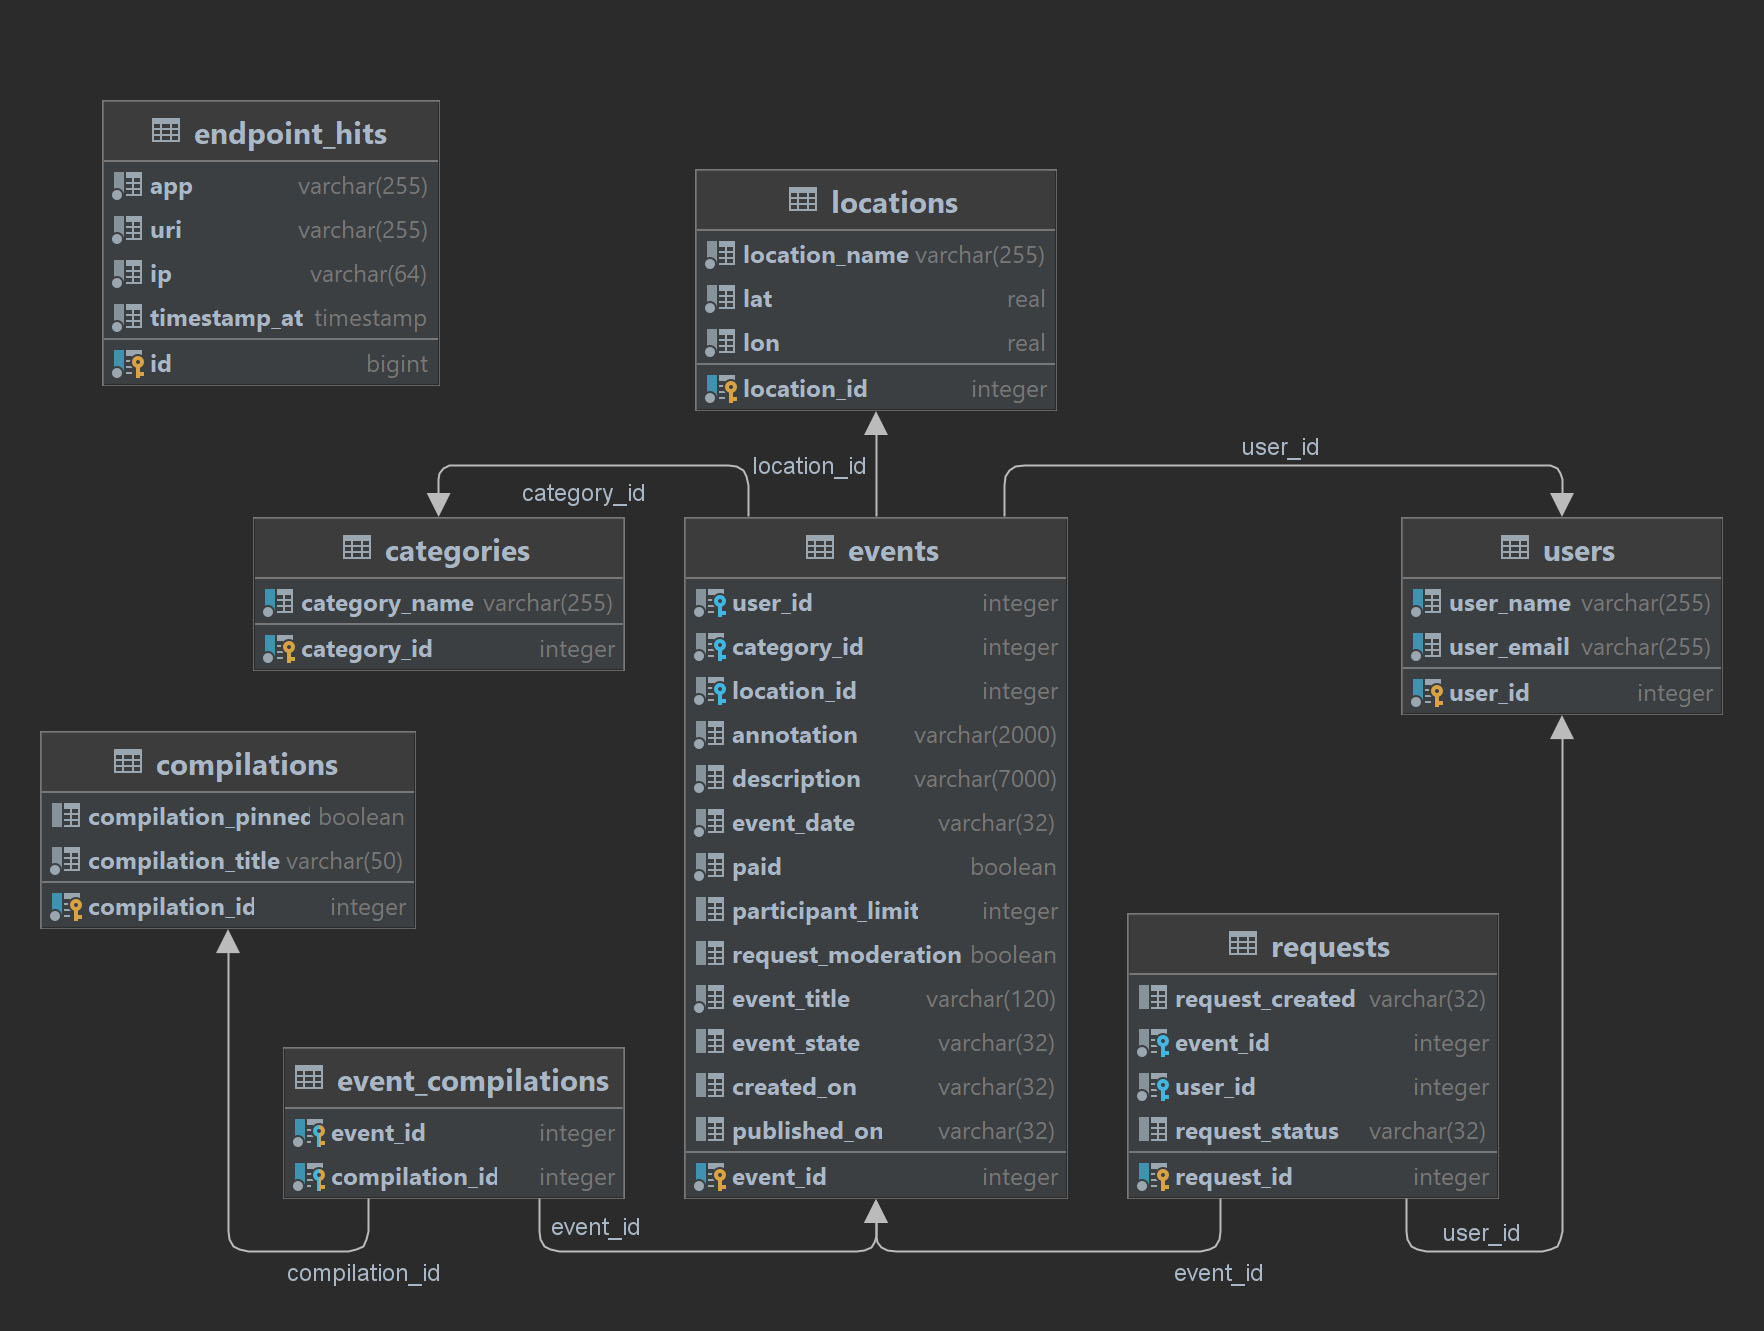 endpoint_hits
app varchar(255)
uri varchar(255)
ip varchar(64)
timestamp_at timestamp
id bigint
locations
location_name varchar(255)
lat real
lon real
location_id integer
user_id
location_id
category_id
categories
category_name varchar(255)
category_id integer
events
user_id integer
category_id integer
location_id integer
annotation varchar(2000)
description varchar(7000)
event_date varchar(32)
paid boolean
participant_limit integer
request_moderation boolean
event_title varchar(120)
event_state varchar(32)
created_on varchar(32)
published_on varchar(32)
event_id integer
users
user_name varchar(255)
user_email varchar(255)
user_id integer
compilations
compilation_pinned boolean
compilation_title varchar(50)
compilation_id integer
requests
request_created varchar(32)
event_id integer
user_id integer
request_status varchar(32)
request_id integer
event_compilations
event_id integer
compilation_id integer
event_id
user_id
compilation_id
event_id